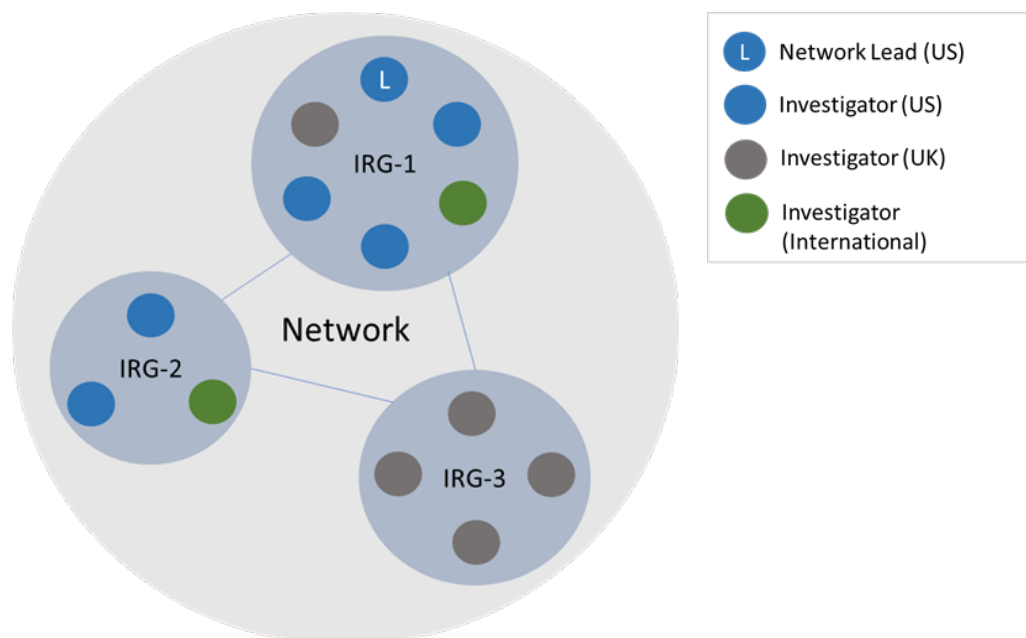 L
IRG-1
Network
IRG-2
IRG-3
L Network Lead (US)
Investigator (US)
Investigator (UK)
Investigator
(International)